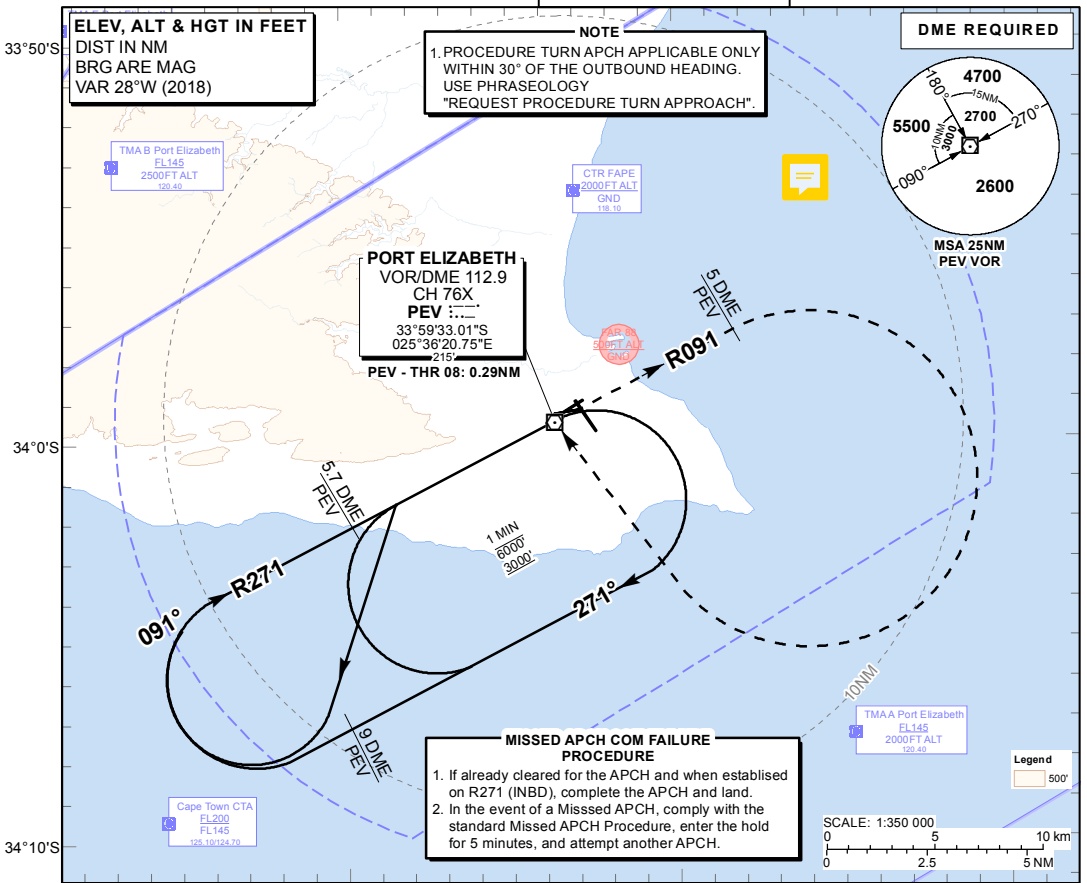 ELEV, ALT & HGT IN FEET
DIST IN NM
BRG ARE MAG
VAR 28°W (2018)
33°50'S
NOTE
1. PROCEDURE TURN APCH APPLICABLE ONLY
WITHIN 30° OF THE OUTBOUND HEADING.
USE PHRASEOLOGY
"REQUEST PROCEDURE TURN APPROACH".
DME REQUIRED
180°
4700
15NM
2700
270°
5500
10NM
3000
090°
2600
MSA 25NM
PEV VOR
TMA B Port Elizabeth
FL145
2500FT ALT
120.40
CTR FAPE
2000FT ALT
GND
118.10
PORT ELIZABETH
VOR/DME 112.9
CH 76X
PEV
33°59'33.01"S
025°36'20.75"E
215'
PEV - THR 08: 0.29NM
5 DME
PEV
FAR 88
509FT ALT
GND
R091
34°0'S
5.7 DME
PEV
1 MIN
6000'
3000'
R271
271°
091°
9 DME
PEV
10NM
TMA A Port Elizabeth
FL145
2000FT ALT
120.40
MISSED APCH COM FAILURE
PROCEDURE
1. If already cleared for the APCH and when establised
on R271 (INBD), complete the APCH and land.
2. In the event of a Misssed APCH, comply with the
standard Missed APCH Procedure, enter the hold
for 5 minutes, and attempt another APCH.
Legend
500'
Cape Town CTA
FL200
FL145
125.10/124.70
34°10'S
SCALE: 1:350 000
0 5 10 km
0 2.5 5 NM